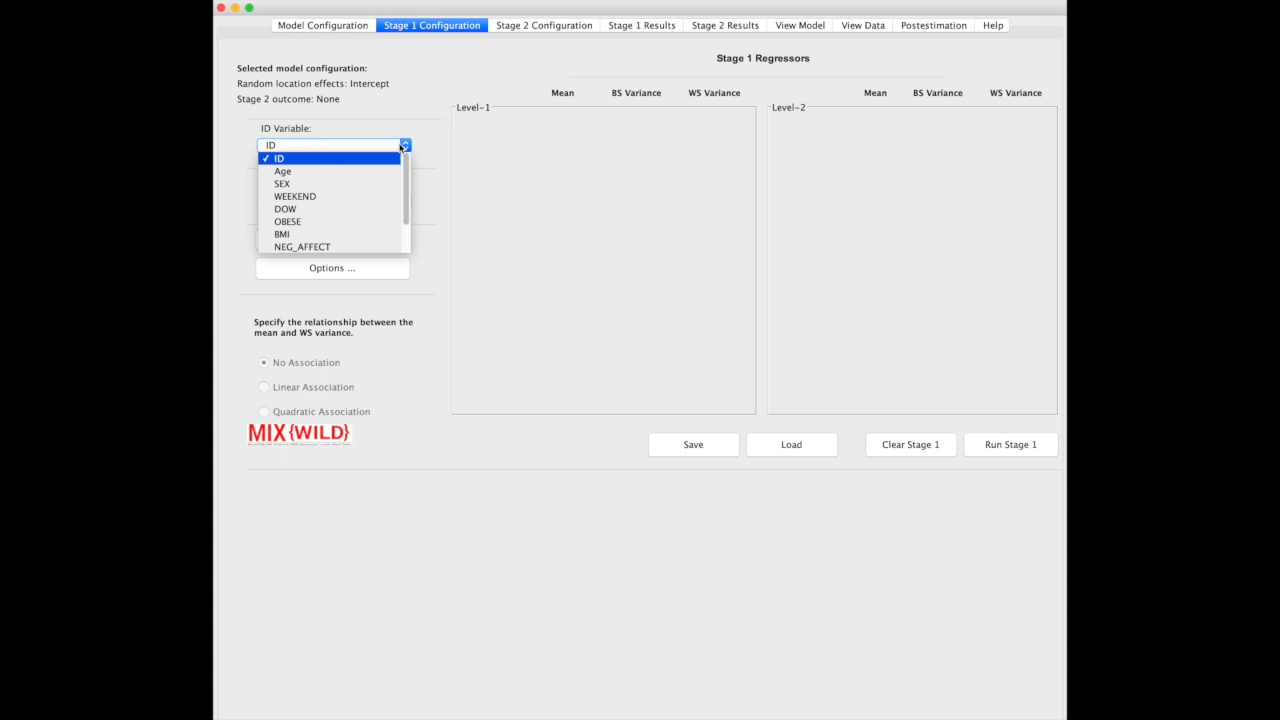 Model Configuration Stage 1 Configuration Stage 2 Configuration Stage 1 Results Stage 2 Results View Model View Data Postestimation Help
Selected model configuration:
Random location effects: Intercept
Stage 2 outcome: None
ID Variable:
ID
✓ ID
Age
SEX
WEEKEND
DOW
OBESE
BMI
NEG_AFFECT
Options ...
Specify the relationship between the
mean and WS variance.
No Association
Linear Association
Quadratic Association
MIX {WILD}
Stage 1 Regressors
Mean BS Variance WS Variance
Level-1
Mean BS Variance WS Variance
Level-2
Save Load Clear Stage 1 Run Stage 1